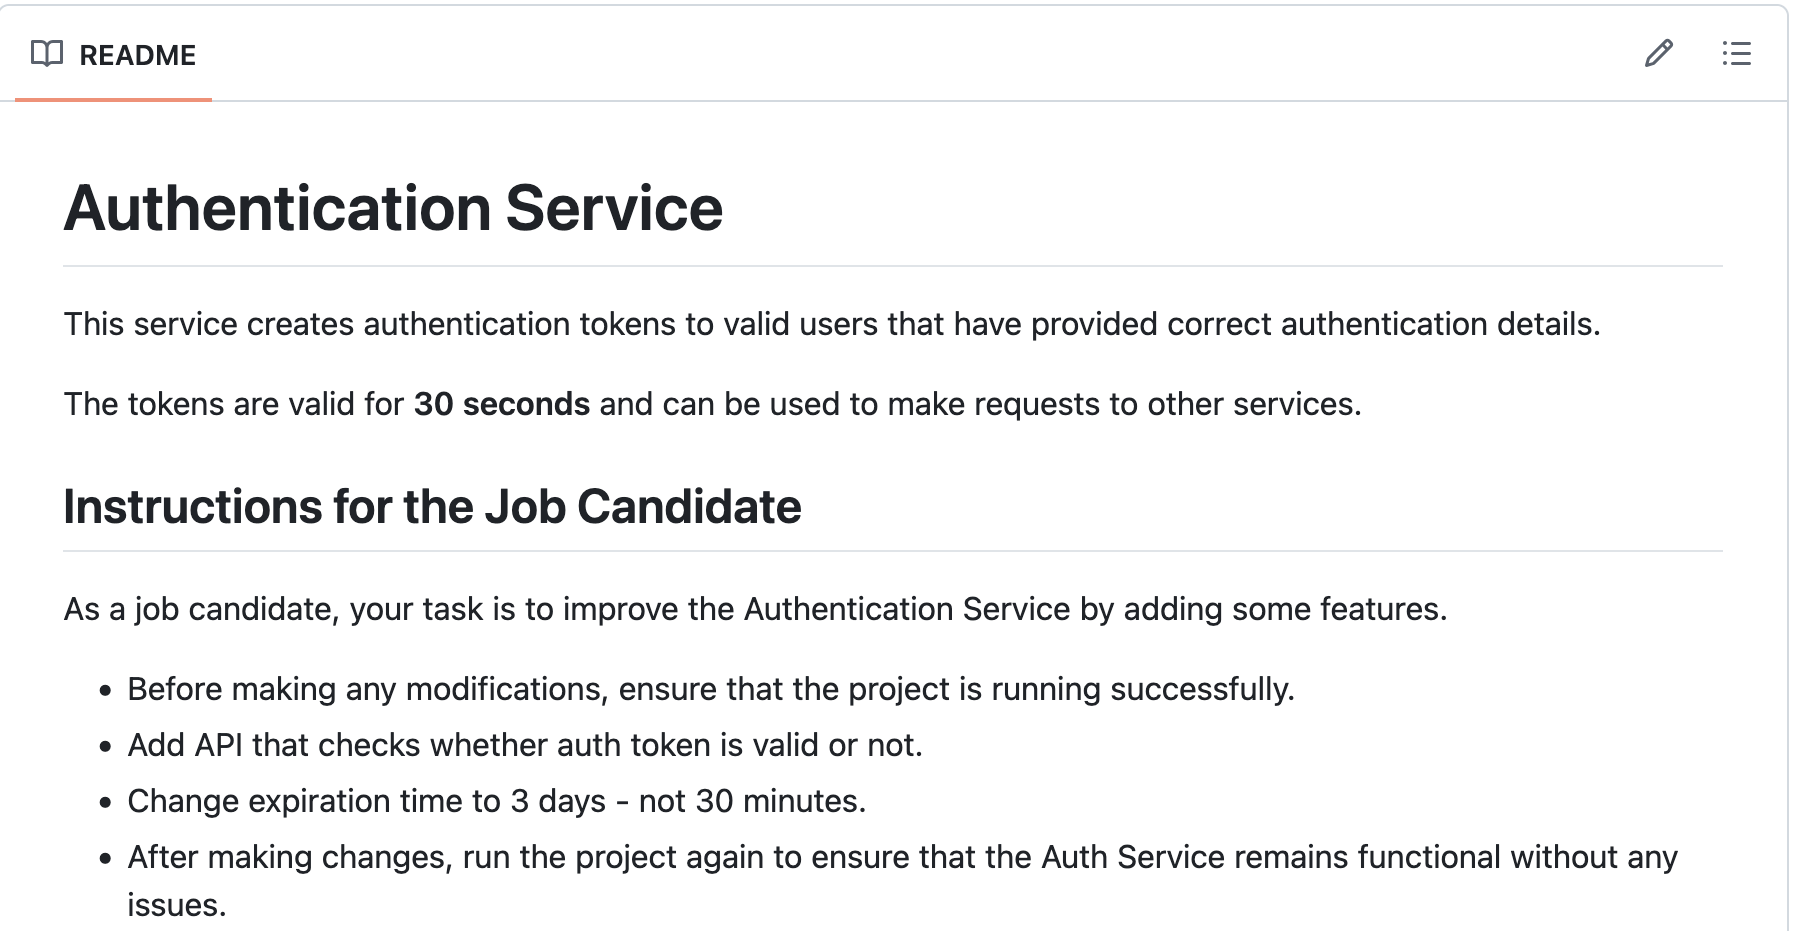 README
Authentication Service
This service creates authentication tokens to valid users that have provided correct authentication details.
The tokens are valid for 30 seconds and can be used to make requests to other services.
Instructions for the Job Candidate
As a job candidate, your task is to improve the Authentication Service by adding some features.
• Before making any modifications, ensure that the project is running successfully.
• Add API that checks whether auth token is valid or not.
• Change expiration time to 3 days - not 30 minutes.
• After making changes, run the project again to ensure that the Auth Service remains functional without any
issues.